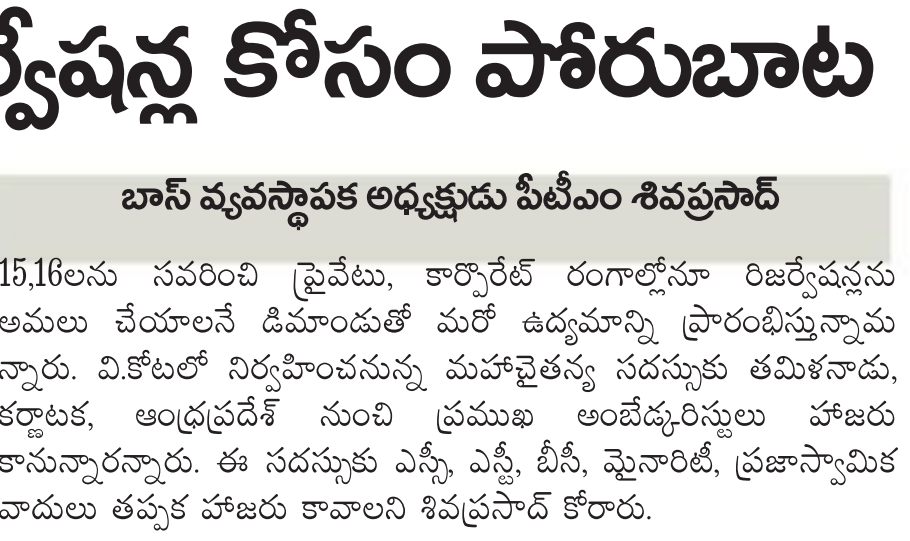 ర్వేషన్ల కోసం పోరుబాట
బాస్ వ్యవస్థాపక అధ్యక్షుడు పీటీఎం శివప్రసాద్
15,16లను సవరించి ప్రైవేటు, కార్పొరేట్ రంగాల్లోనూ రిజర్వేషన్లను
అమలు చేయాలనే డిమాండుతో మరో ఉద్యమాన్ని ప్రారంభిస్తున్నామ
న్నారు. వి.కోటలో నిర్వహించనున్న మహాచైతన్య సదస్సుకు తమిళనాడు,
కర్ణాటక, ఆంధ్రప్రదేశ్ నుంచి ప్రముఖ అంబేడ్కరిస్టులు హాజరు
కానున్నారన్నారు. ఈ సదస్సుకు ఎస్సీ, ఎస్టీ, బీసీ, మైనారిటీ, ప్రజాస్వామిక
వాదులు తప్పక హాజరు కావాలని శివప్రసాద్ కోరారు.